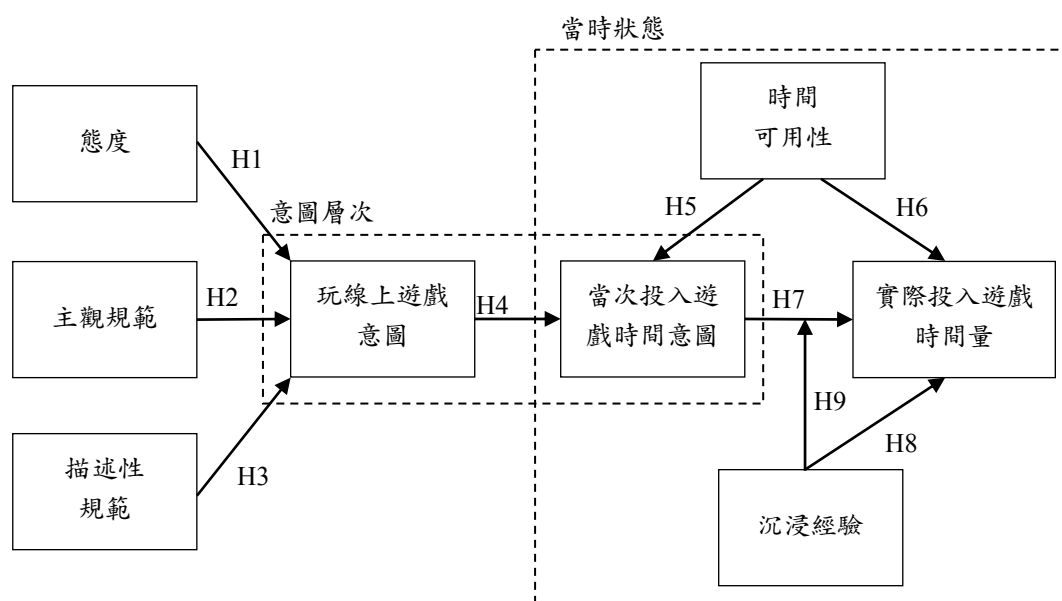 當時狀態
時間
可用性
態度
H1
H5
H6
意圖層次
主觀規範
H2
玩線上遊戲
意圖
H4
當次投入遊
戲時間意圖
H7
實際投入遊戲
時間量
H9
H8
描述性
規範
H3
沉浸經驗